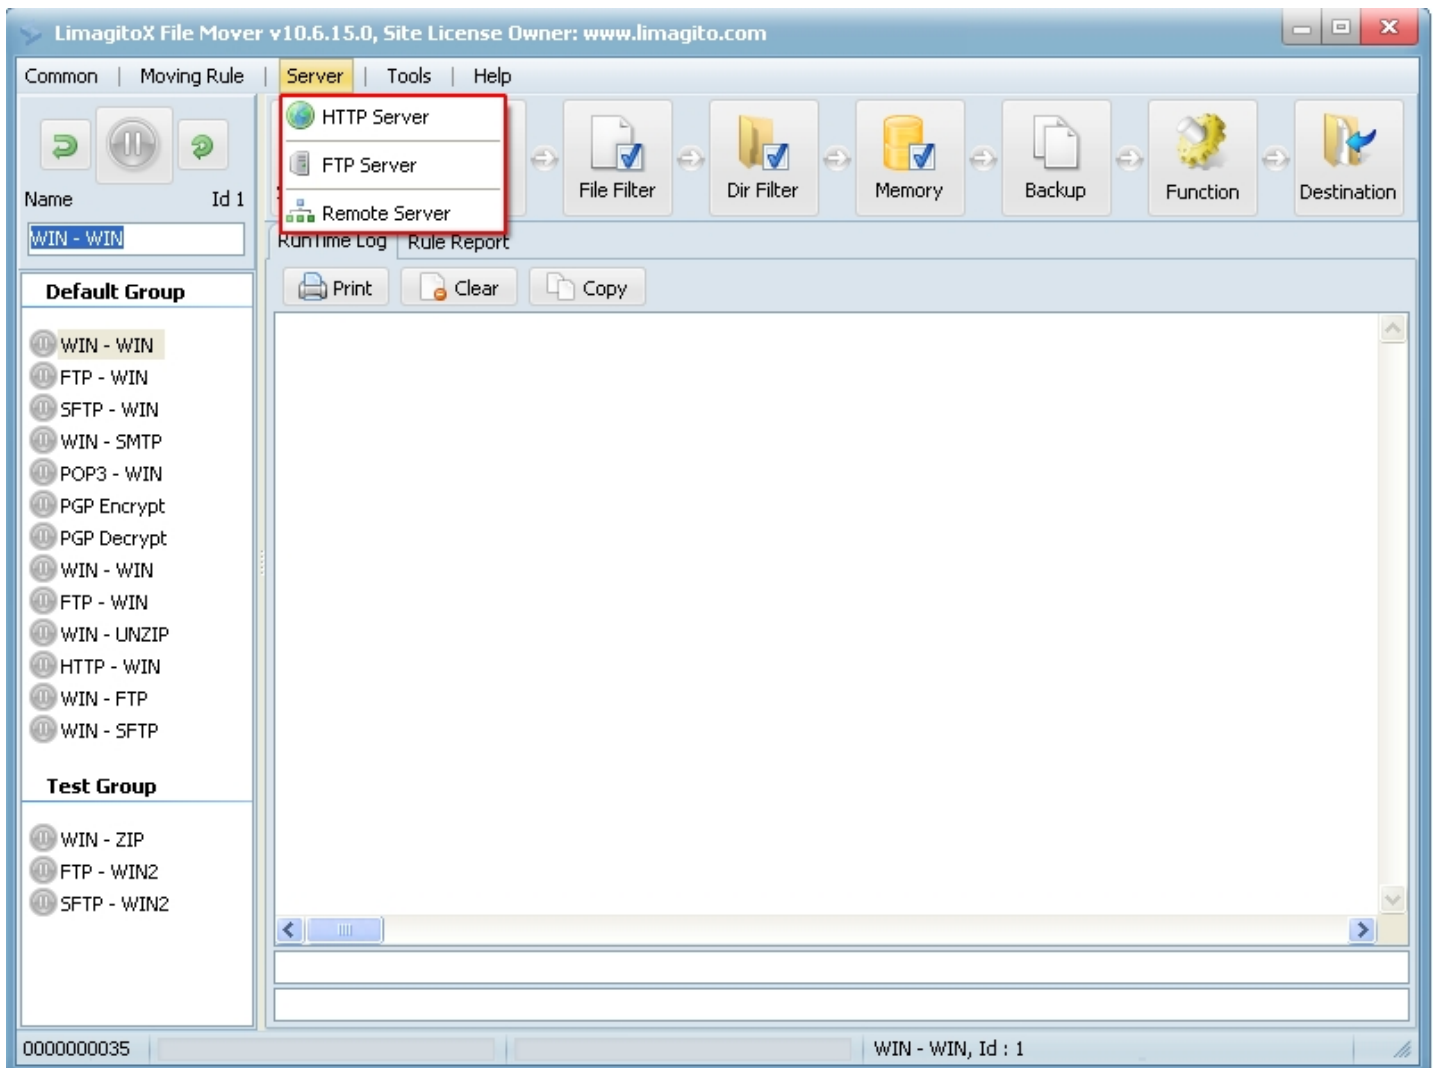 LimagitoX File Mover v10.6.15.0, Site License Owner: www.limagito.com
Common | Moving Rule | Server | Tools | Help
HTTP Server
FTP Server
Remote Server
File Filter
Dir Filter
Memory
Backup
Function
Destination
Name Id 1
WIN - WIN
RunTime Log Rule Report
Print Clear Copy
Default Group
WIN - WIN
FTP - WIN
SFTP - WIN
WIN - SMTP
POP3 - WIN
PGP Encrypt
PGP Decrypt
WIN - WIN
FTP - WIN
WIN - UNZIP
HTTP - WIN
WIN - FTP
WIN - SFTP
Test Group
WIN - ZIP
FTP - WIN2
SFTP - WIN2
0000000035
WIN - WIN, Id : 1